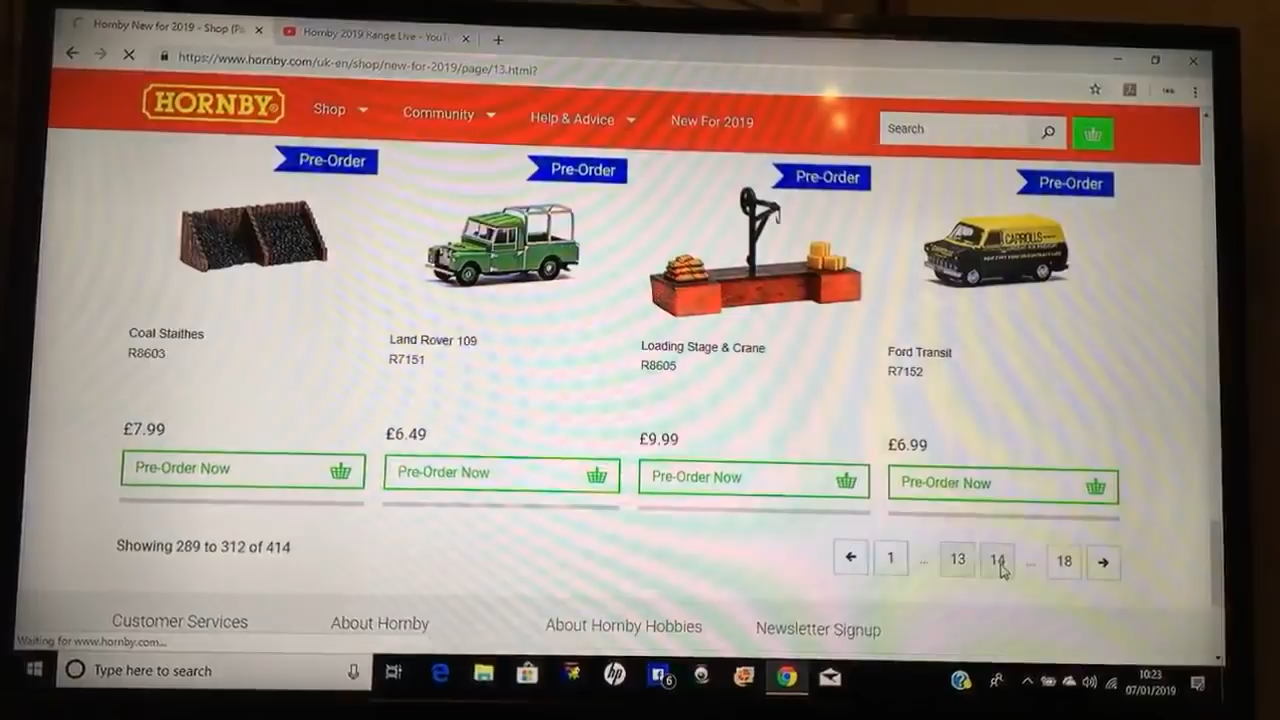 Hornby New for 2019 - Shop (Pa
Hornby 2019 Range Live - YouTu
https://www.hornby.com/uk-en/shop/new-for-2019/page/13.html?
HORNBY®
Shop
Community
Help & Advice
New For 2019
Search
Pre-Order
Pre-Order
Pre-Order
Pre-Order
CARROLLS
Coal Staithes
R8603
Land Rover 109
R7151
Loading Stage & Crane
R8605
Ford Transit
R7152
£7.99
£6.49
£9.99
£6.99
Pre-Order Now
Pre-Order Now
Pre-Order Now
Pre-Order Now
Showing 289 to 312 of 414
1 ... 13 14 ... 18
Customer Services
About Hornby
About Hornby Hobbies
Newsletter Signup
Waiting for www.hornby.com...
Type here to search
hp
6
10:23
07/01/2019